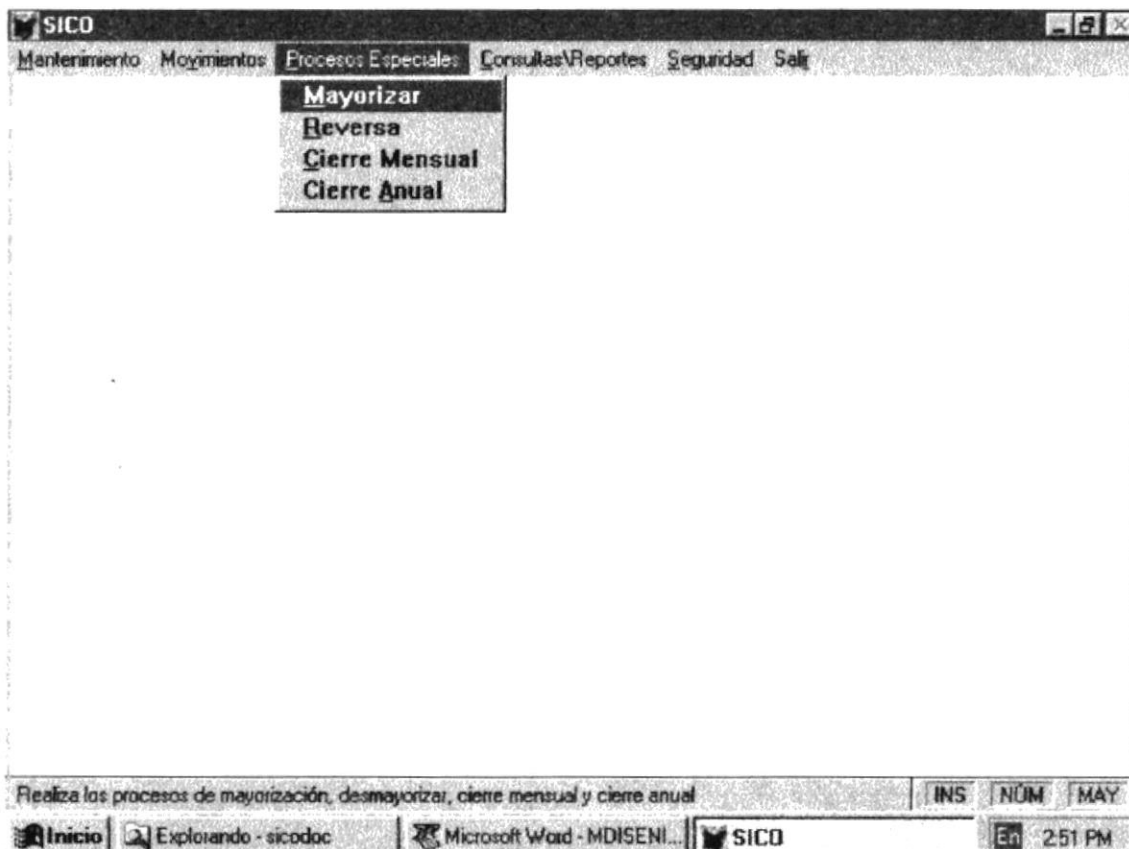 SICO
Mantenimiento Movimientos Procesos Especiales Consultas\Reportes Seguridad Salir
Mayorizar
Reversa
Cierre Mensual
Cierre Anual
Realiza los procesos de mayorización, desmayorizar, cierre mensual y cierre anual INS NÚM MAY
Inicio Explorando - sicodoc Microsoft Word - MDISENI... SICO En 2:51 PM